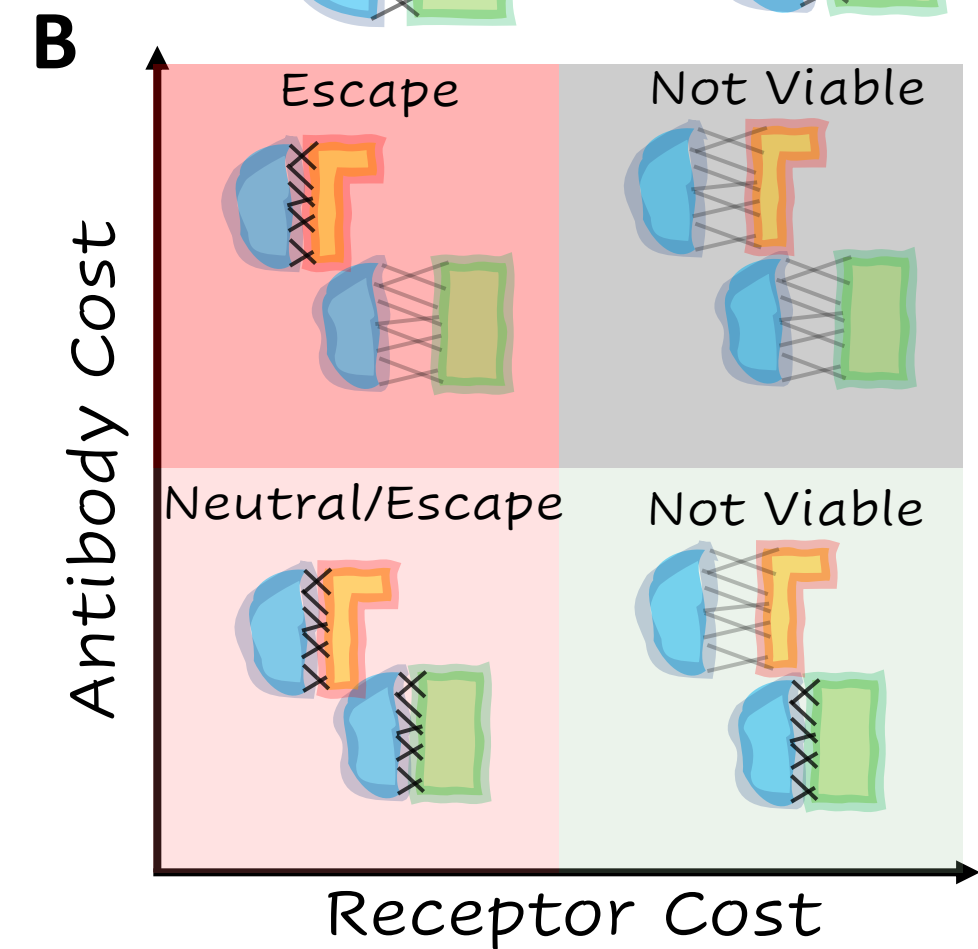 B
Escape
Not Viable
Neutral/Escape
Not Viable
Antibody Cost
Receptor Cost